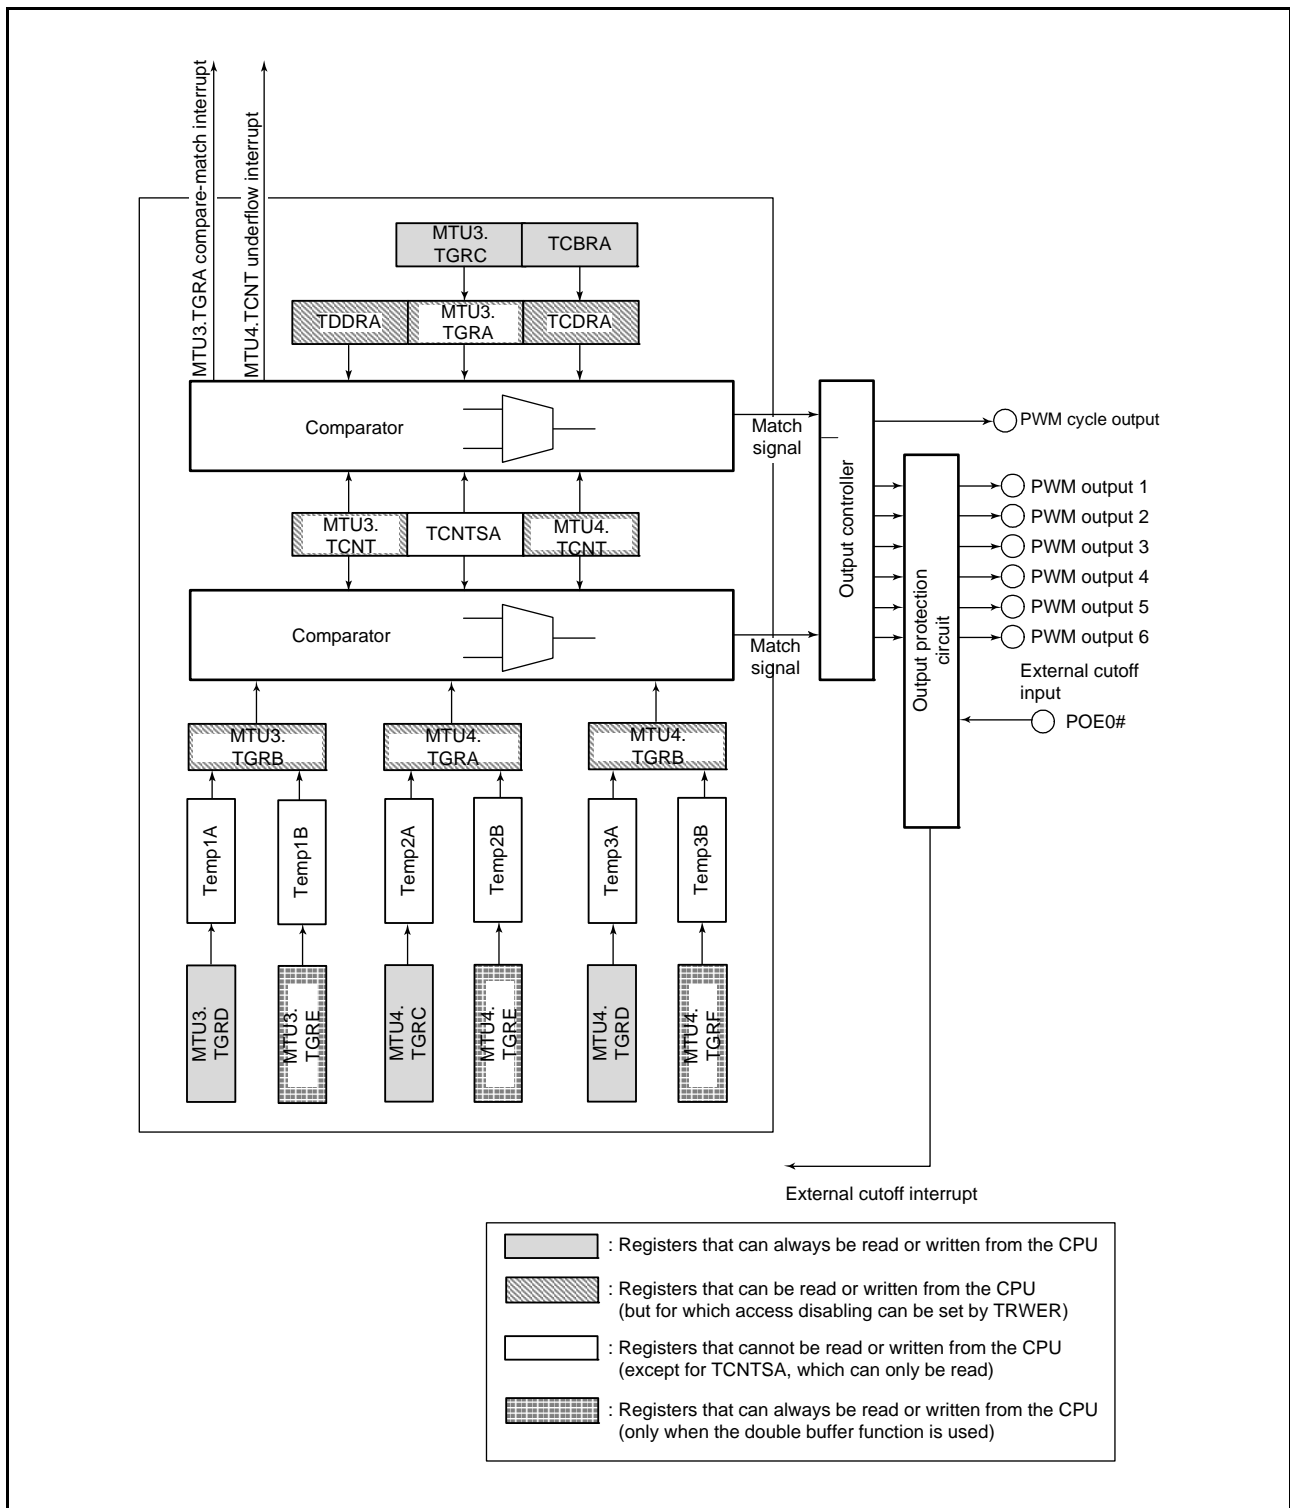 MTU3.TGRA compare-match interrupt
MTU4.TCNT underflow interrupt
MTU3.
TGRC
TCBRA
TDDRA
MTU3.
TGRA
TCDRA
Comparator
Match
signal
MTU3.
TCNT
TCNTSA
MTU4.
TCNT
Comparator
Match
signal
Output controller
Output protection
circuit
PWM cycle output
PWM output 1
PWM output 2
PWM output 3
PWM output 4
PWM output 5
PWM output 6
External cutoff
input
POE0#
MTU3.
TGRB
MTU4.
TGRA
MTU4.
TGRB
Temp1A
Temp1B
Temp2A
Temp2B
Temp3A
Temp3B
MTU3.
TGRD
MTU3.
TGRE
MTU4.
TGRC
MTU4.
TGRE
MTU4.
TGRD
MTU4.
TGRF
External cutoff interrupt
: Registers that can always be read or written from the CPU
: Registers that can be read or written from the CPU
(but for which access disabling can be set by TRWER)
: Registers that cannot be read or written from the CPU
(except for TCNTSA, which can only be read)
: Registers that can always be read or written from the CPU
(only when the double buffer function is used)